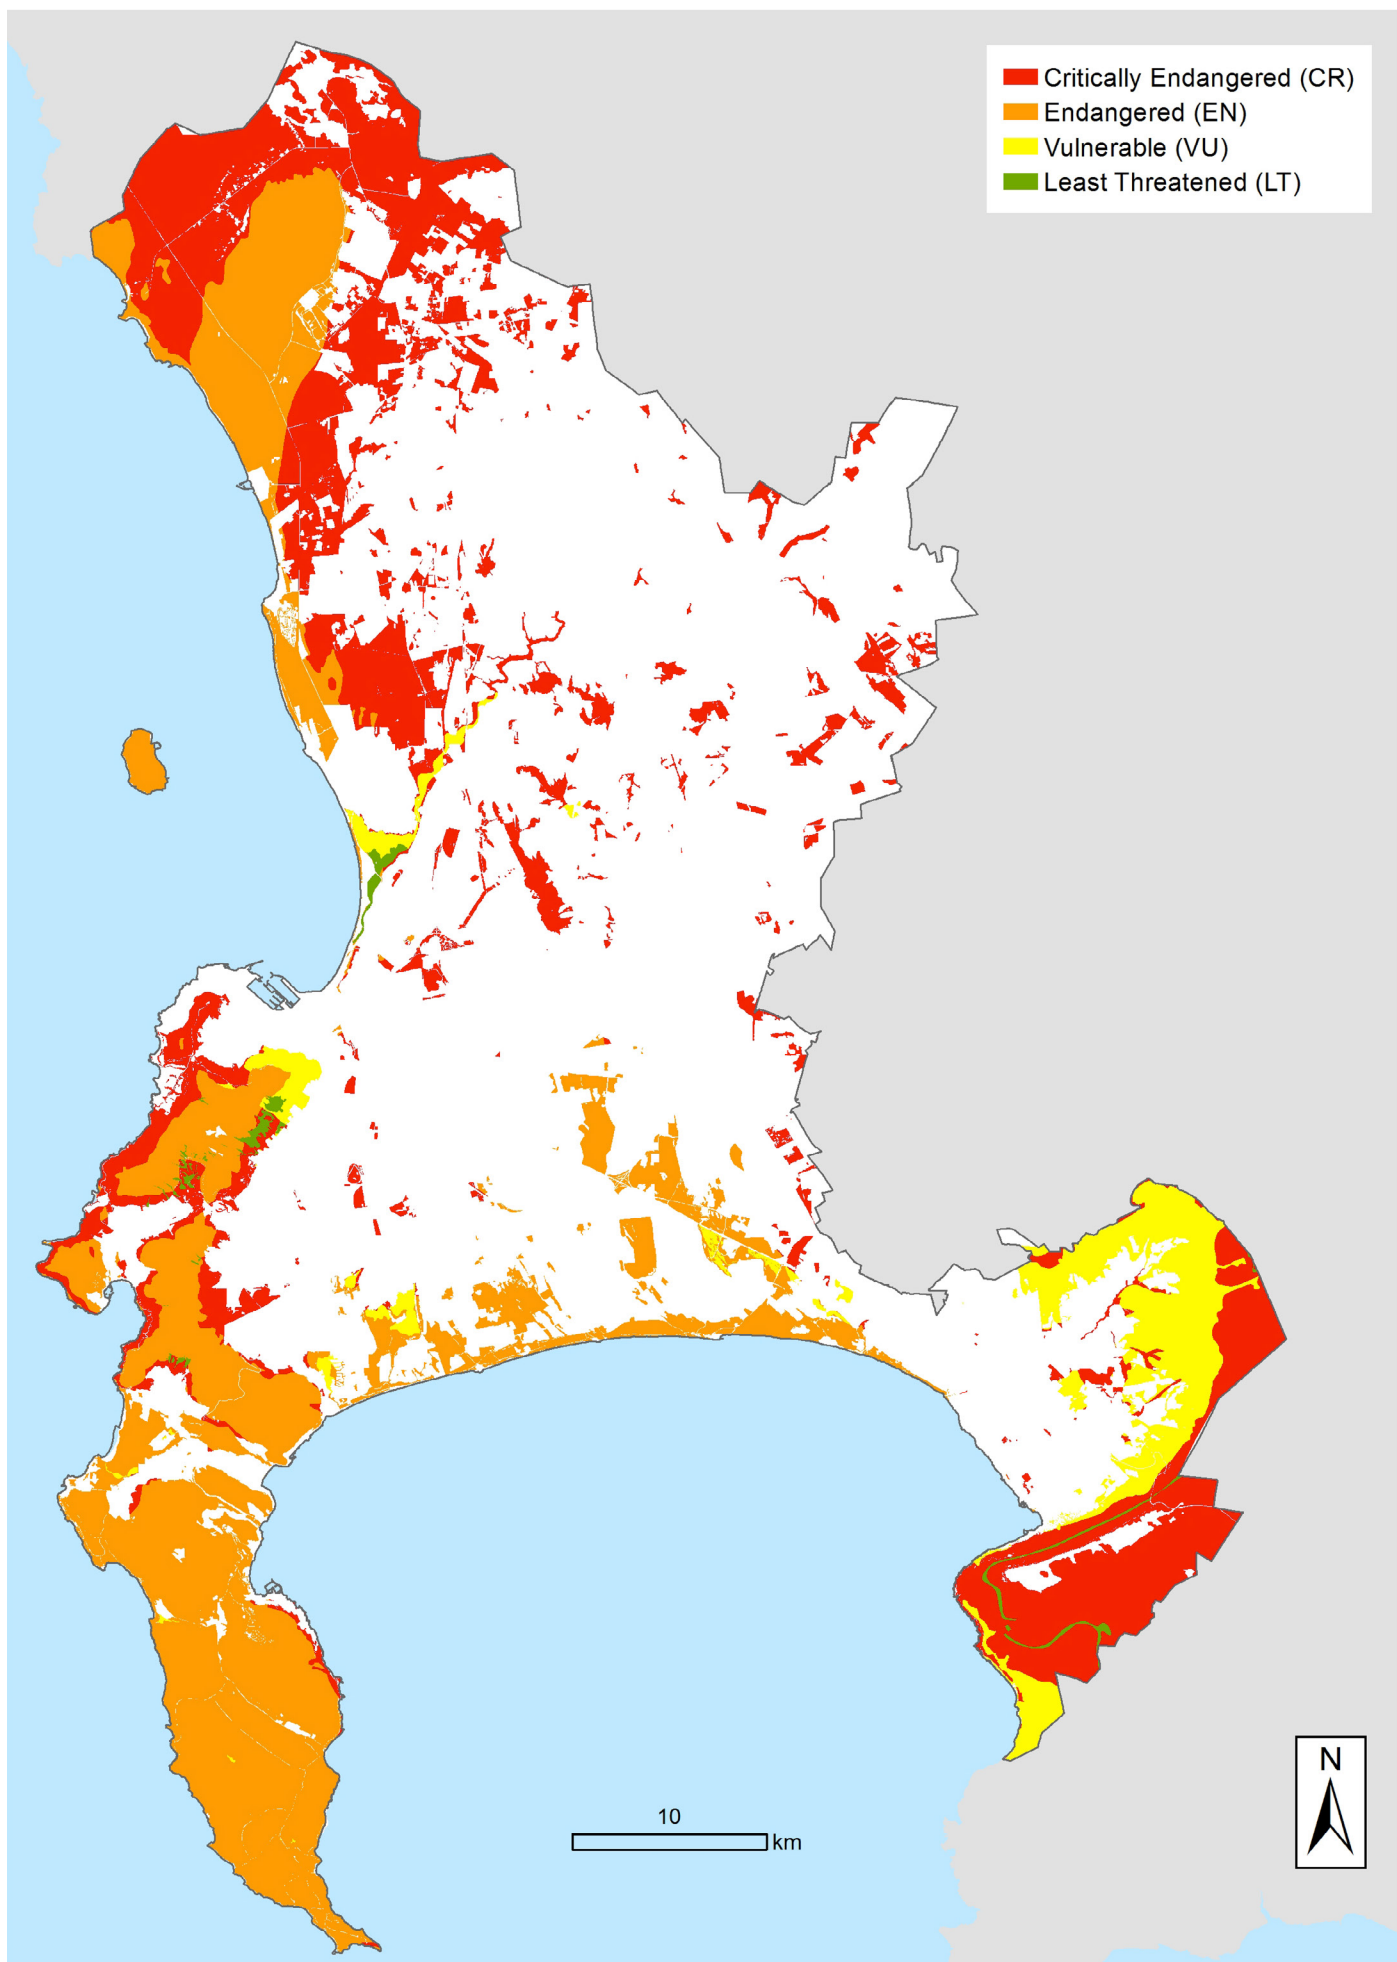 Critically Endangered (CR)
Endangered (EN)
Vulnerable (VU)
Least Threatened (LT)
N
10
km